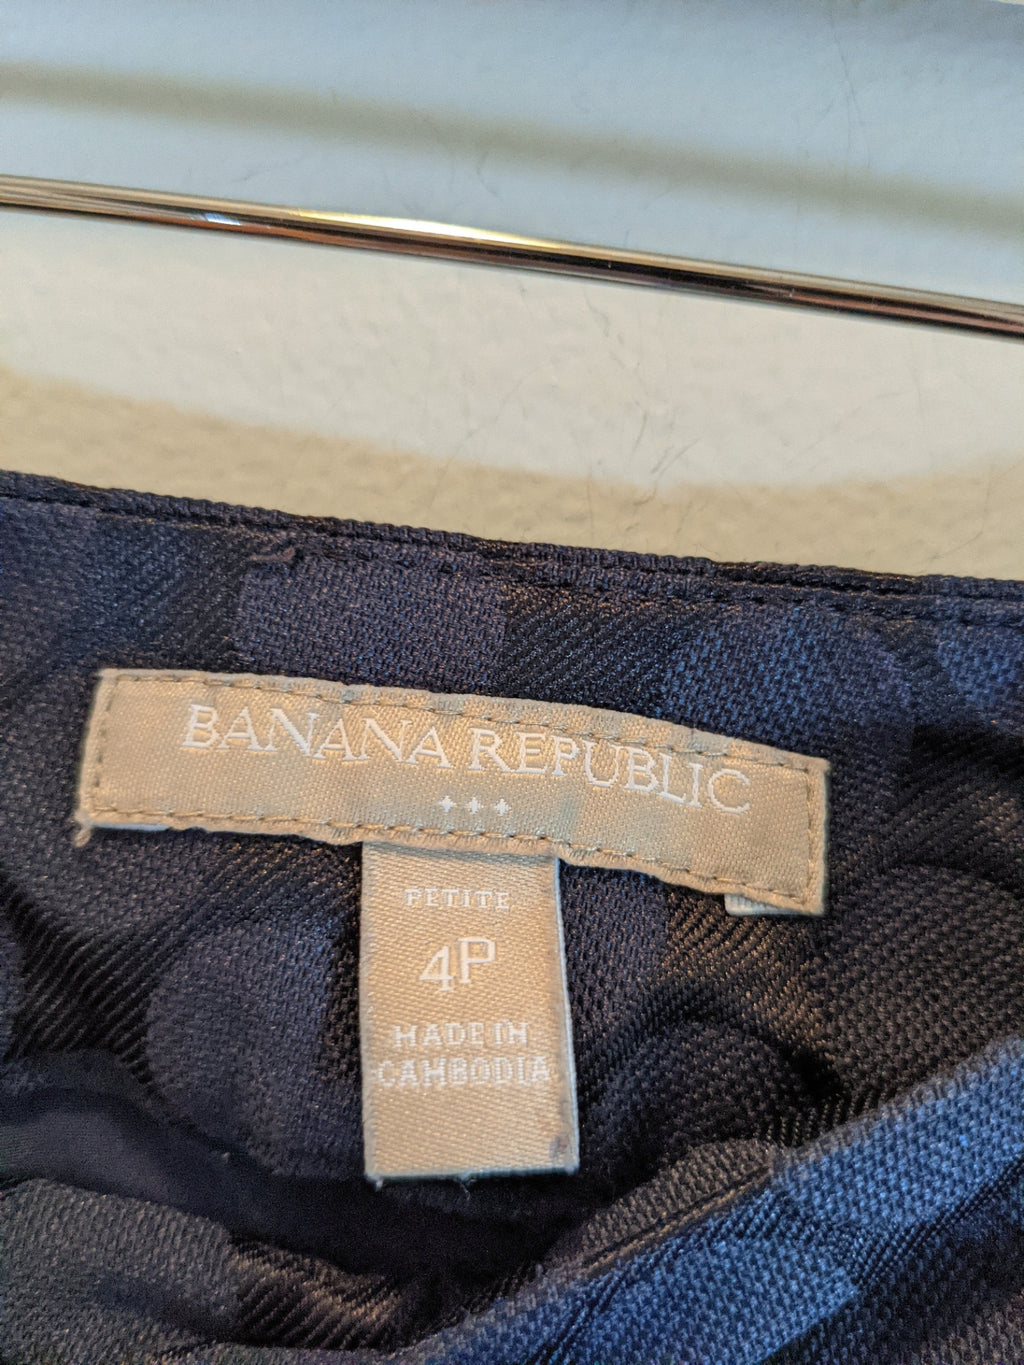 BANANA REPUBLIC
PETITE
4P
MADE IN
CAMBODIA